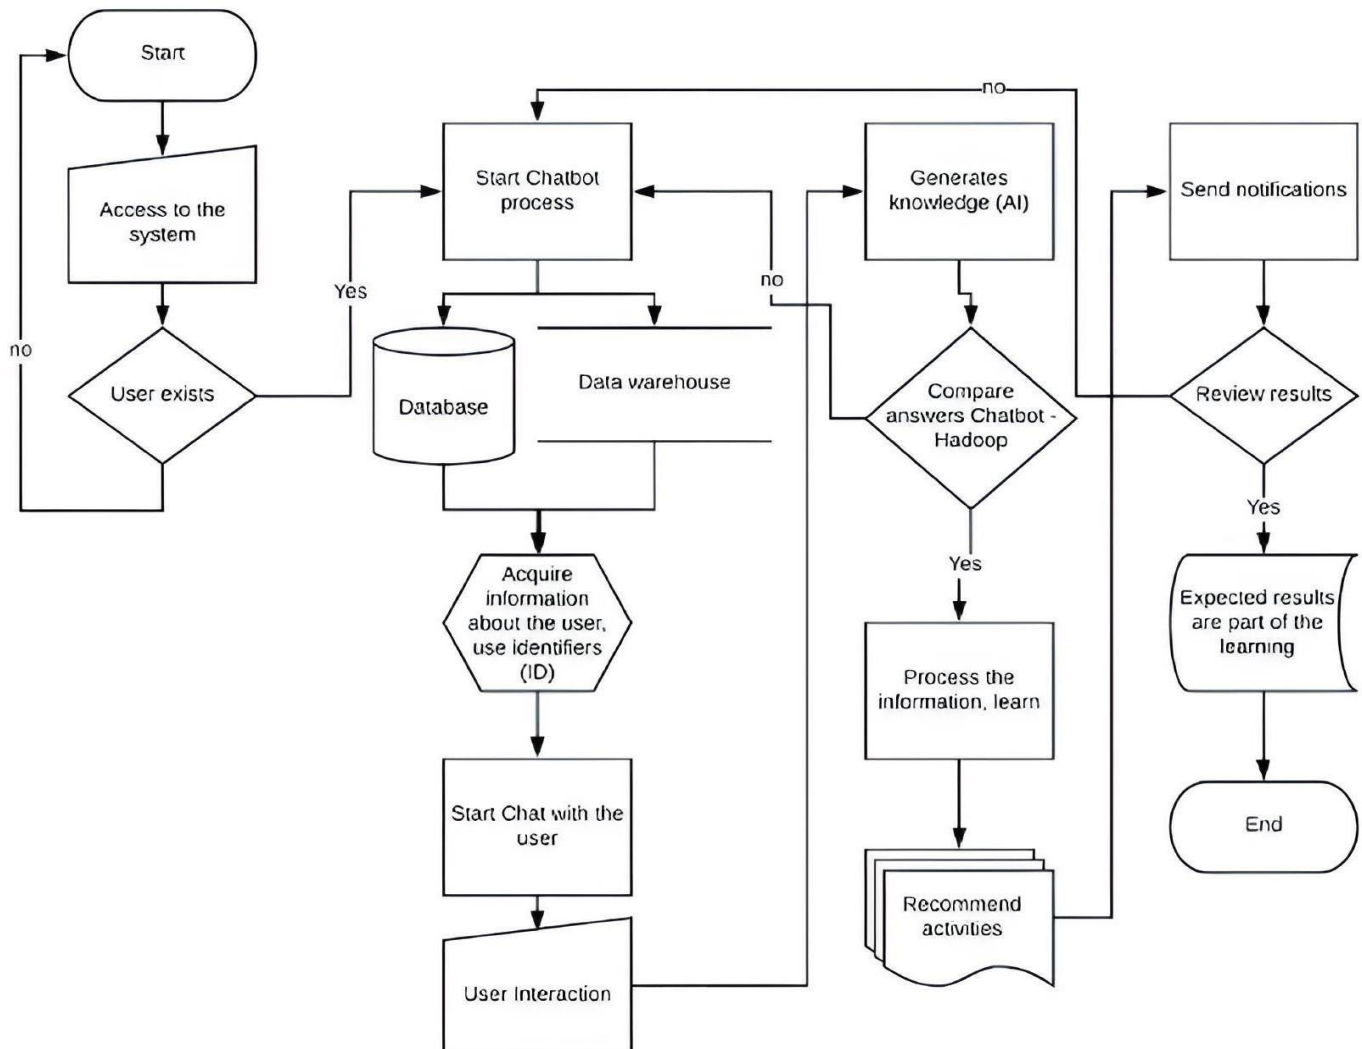 Start
Access to the
system
User exists
no
Yes
Start Chatbot
process
Database
Data warehouse
Acquire
information
about the user,
use identifiers
(ID)
Start Chat with the
user
User Interaction
Generates
knowledge (AI)
no
Compare
answers Chatbot -
Hadoop
Yes
Process the
information, learn
Recommend
activities
Send notifications
no
Review results
Yes
Expected results
are part of the
learning
End